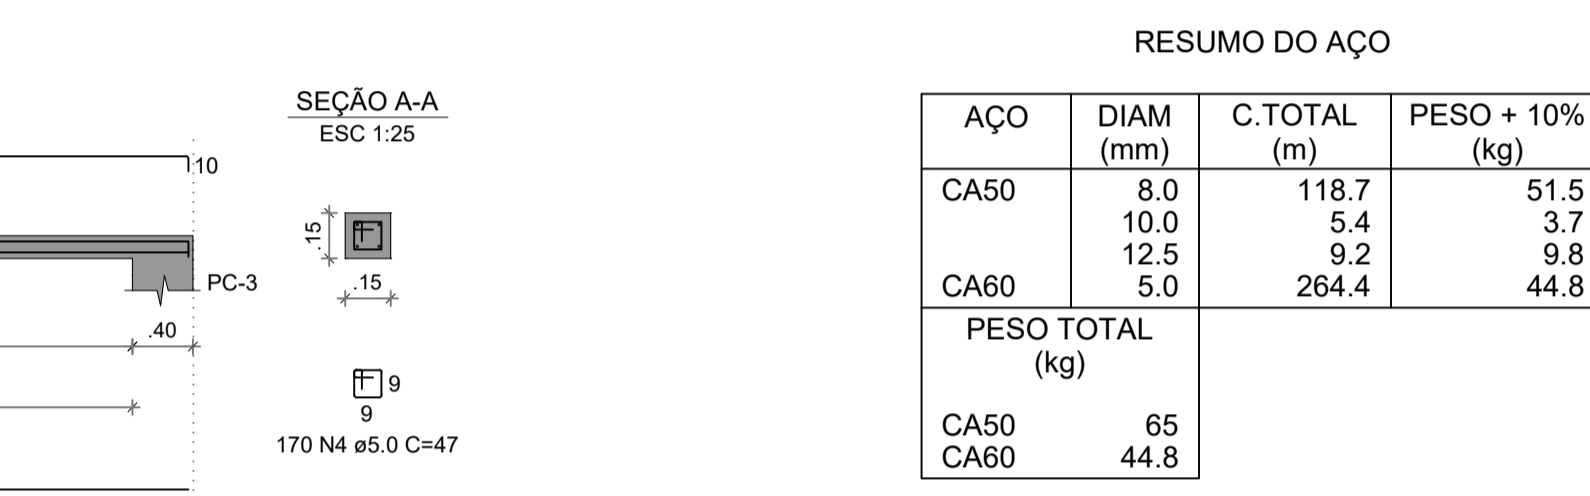 RESUMO DO AÇO
SEÇÃO A-A
ESC 1:25
10
.15
.15
PC-3
.40
9
9
170 N4 ø5.0 C=47
AÇO DIAM (mm) C.TOTAL (m) PESO + 10% (kg)
CA50 8.0 118.7 51.5
10.0 5.4 3.7
12.5 9.2 9.8
CA60 5.0 264.4 44.8
PESO TOTAL
(kg)
CA50 65
CA60 44.8